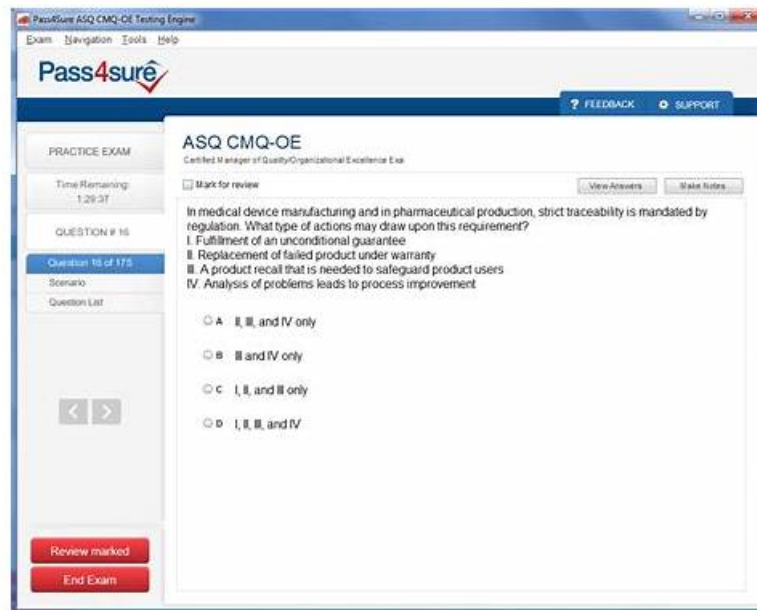 Pass4Sure ASQ CMQ-OE Testing Engine
Exam Navigation Tools Help
Pass4surê
? FEEDBACK SUPPORT
PRACTICE EXAM
Time Remaining:
1:29:37
QUESTION # 16
Question 16 of 175
Scenario
Question List
ASQ CMQ-OE
Certified Manager of Quality/Organizational Excellence Exa
Mark for review
View Answers
Make Notes
In medical device manufacturing and in pharmaceutical production, strict traceability is mandated by
regulation. What type of actions may draw upon this requirement?
I. Fulfillment of an unconditional guarantee
II. Replacement of failed product under warranty
III. A product recall that is needed to safeguard product users
IV. Analysis of problems leads to process improvement
A II, III, and IV only
B III and IV only
C I, II, and III only
D I, II, III, and IV
Review marked
End Exam